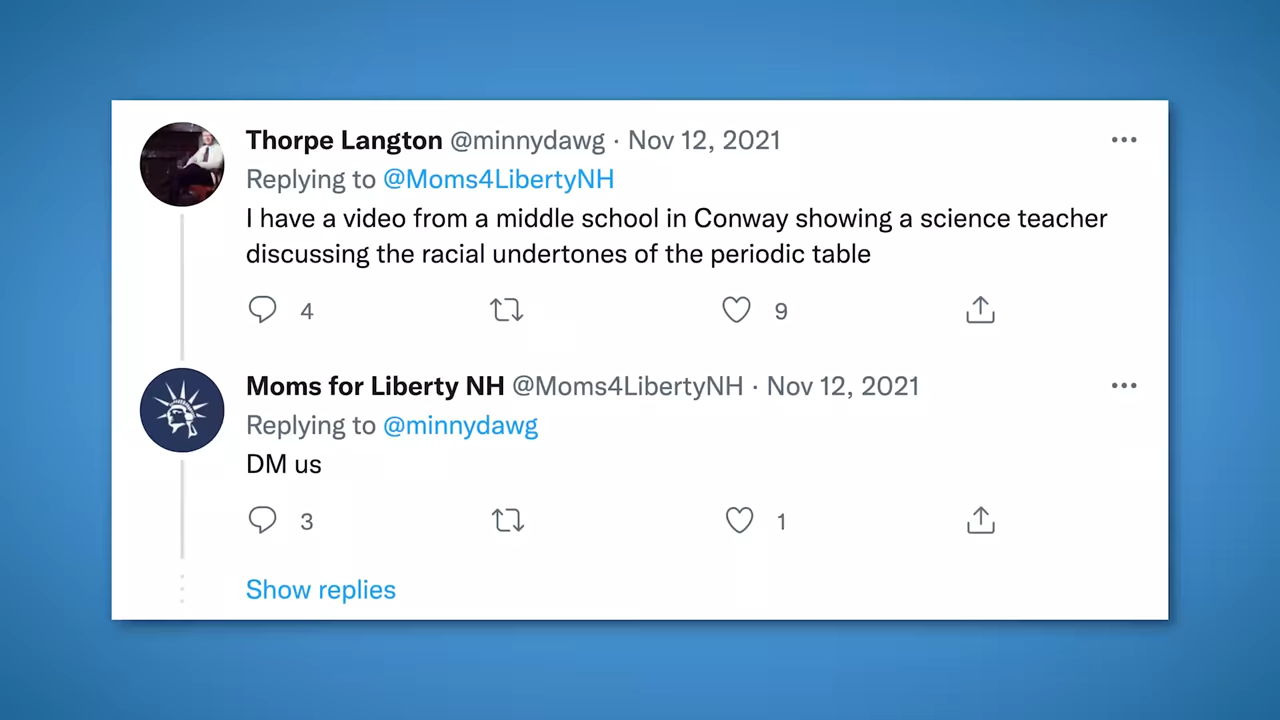 Thorpe Langton @minnydawg · Nov 12, 2021
Replying to @Moms4LibertyNH
I have a video from a middle school in Conway showing a science teacher
discussing the racial undertones of the periodic table
4 9
Moms for Liberty NH @Moms4LibertyNH · Nov 12, 2021
Replying to @minnydawg
DM us
3 1
Show replies